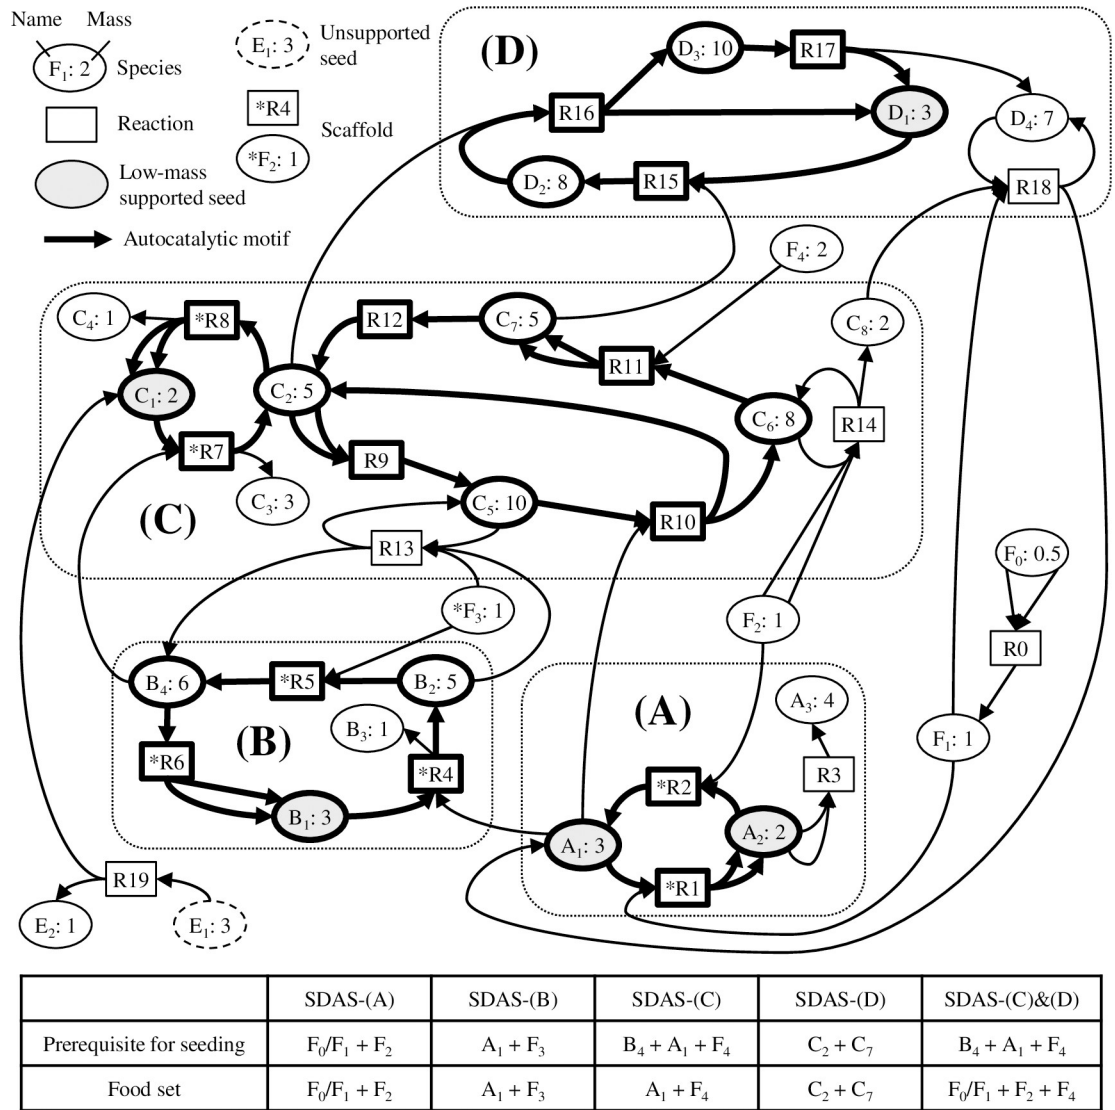 Name Mass
F₁: 2 Species
E₁: 3 Unsupported
seed
Reaction
*R4
Scaffold
*F₂: 1
Low-mass
supported seed
Autocatalytic motif
(D)
D₃: 10
R17
R16
D₁: 3
D₄: 7
D₂: 8
R15
R18
F₄: 2
C₄: 1
*R8
R12
C₇: 5
C₈: 2
R11
C₁: 2
C₂: 5
C₆: 8
R14
*R7
R9
C₃: 3
C₅: 10
(C)
R10
R13
F₀: 0.5
*F₃: 1
F₂: 1
R0
B₄: 6
*R5
B₂: 5
(A)
A₃: 4
B₃: 1
(B)
F₁: 1
*R6
*R4
*R2
R3
B₁: 3
A₁: 3
A₂: 2
R19
*R1
E₂: 1
E₁: 3
SDAS-(A) SDAS-(B) SDAS-(C) SDAS-(D) SDAS-(C)&(D)
Prerequisite for seeding F₀/F₁ + F₂ A₁ + F₃ B₄ + A₁ + F₄ C₂ + C₇ B₄ + A₁ + F₄
Food set F₀/F₁ + F₂ A₁ + F₃ A₁ + F₄ C₂ + C₇ F₀/F₁ + F₂ + F₄